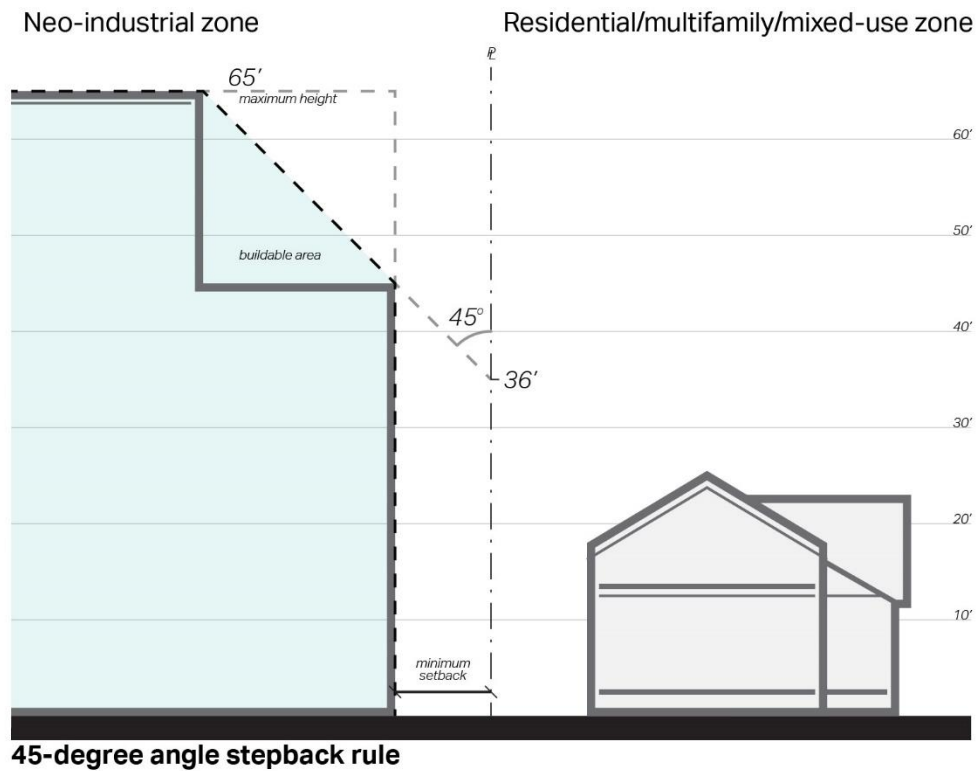 Neo-industrial zone
Residential/multifamily/mixed-use zone
PL
65'
maximum height
60'
50'
buildable area
45°
40'
36'
30'
20'
10'
minimum
setback
45-degree angle stepback rule